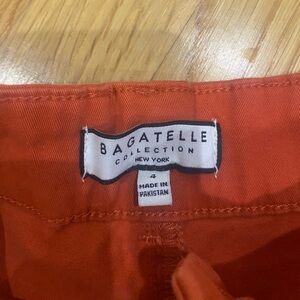 BAGATELLE
COLLECTION
NEW YORK
4
MADE IN
PAKISTAN